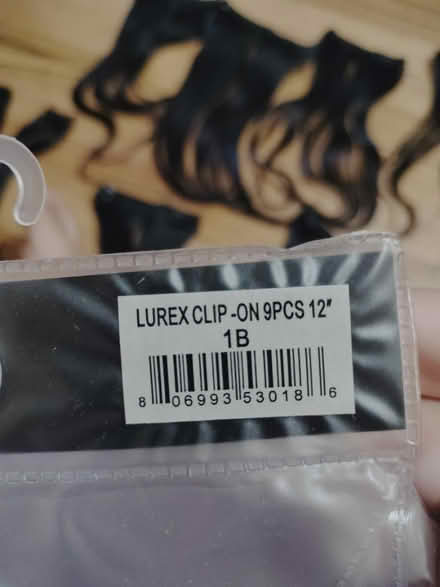 LUREX CLIP -ON 9PCS 12"
1B
8 06993 53018 6